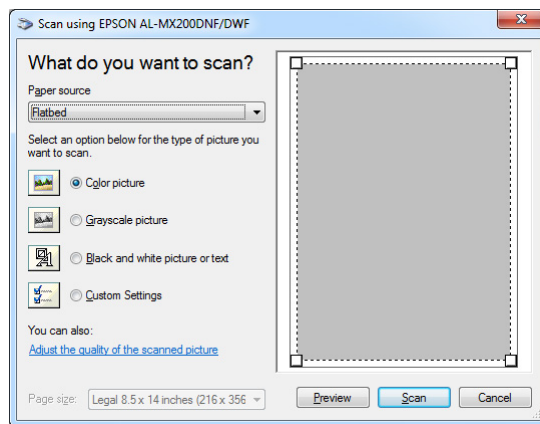 Scan using EPSON AL-MX200DNF/DWF
What do you want to scan?
Paper source
Flatbed
Select an option below for the type of picture you
want to scan.
Color picture
Grayscale picture
Black and white picture or text
Custom Settings
You can also:
Adjust the quality of the scanned picture
Page size: Legal 8.5 x 14 inches (216 x 356
Preview Scan Cancel